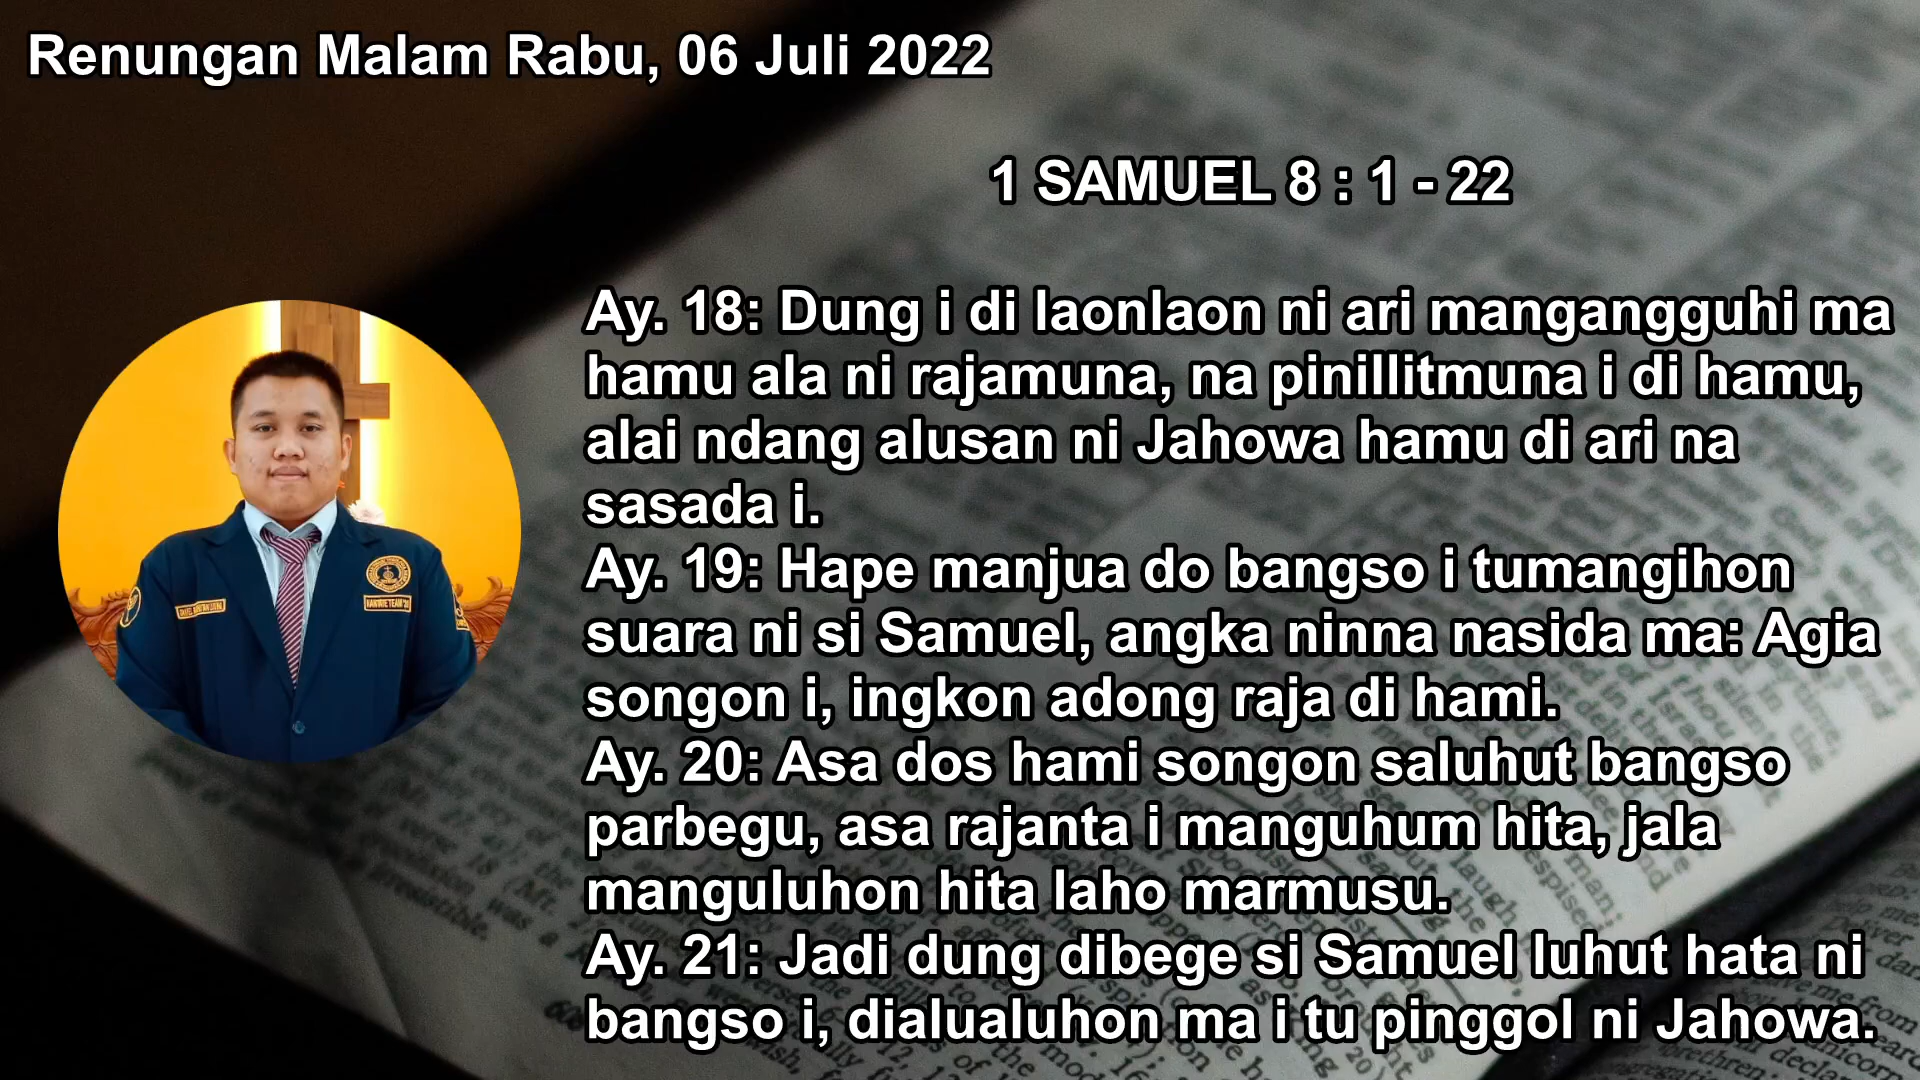 Renungan Malam Rabu, 06 Juli 2022
1 SAMUEL 8 : 1 - 22
Ay. 18: Dung i di laonlaon ni ari mangangguhi ma
hamu ala ni rajamuna, na pinillitmuna i di hamu,
alai ndang alusan ni Jahowa hamu di ari na
sasada i.
Ay. 19: Hape manjua do bangso i tumangihon
suara ni si Samuel, angka ninna nasida ma: Agia
songon i, ingkon adong raja di hami.
Ay. 20: Asa dos hami songon saluhut bangso
parbegu, asa rajanta i manguhum hita, jala
manguluhon hita laho marmusu.
Ay. 21: Jadi dung dibege si Samuel luhut hata ni
bangso i, dialualuhon ma i tu pinggol ni Jahowa.